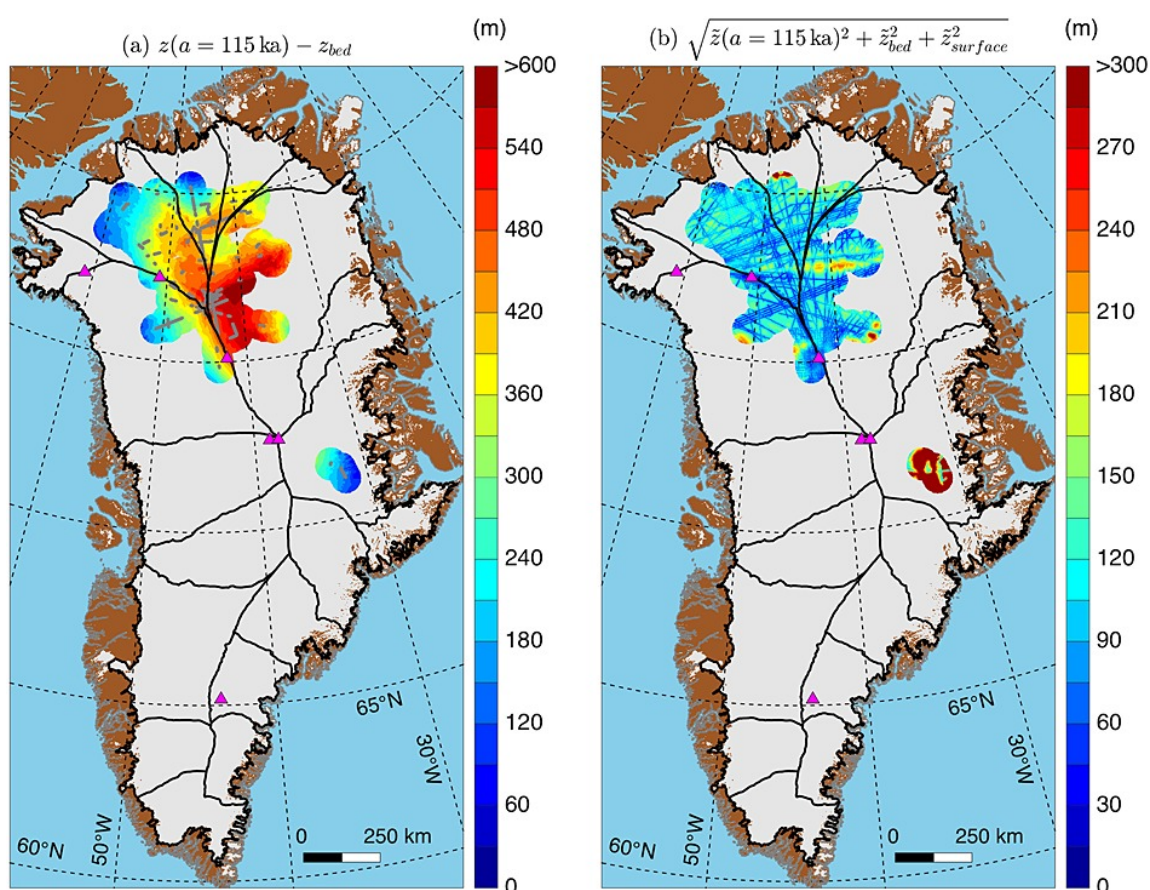 (a) z(a = 115 ka) − z_bed
(m)
>600
540
480
420
360
300
240
180
120
60
0
65°N
30°W
50°W
60°N
0 250 km
(b) √(z̃(a = 115 ka)² + z̃²_bed + z̃²_surface)
(m)
>300
270
240
210
180
150
120
90
60
30
0
65°N
30°W
50°W
60°N
0 250 km